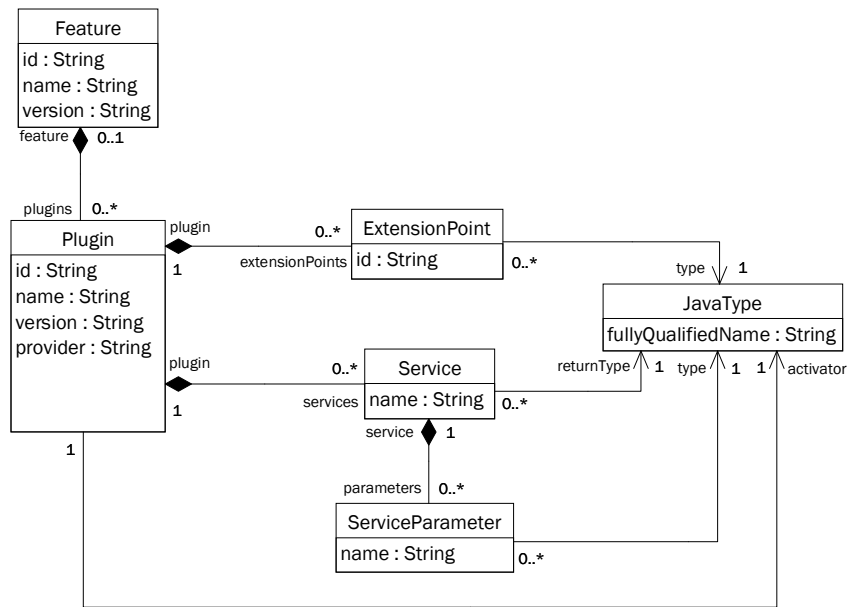 Feature
id : String
name : String
version : String
feature 0..1
plugins 0..*
Plugin
id : String
name : String
version : String
provider : String
plugin
1
0..*
extensionPoints
ExtensionPoint
id : String
0..*
type 1
JavaType
fullyQualifiedName : String
plugin
1
0..*
services
Service
name : String
0..*
returnType 1
type 1
1 activator
service 1
parameters 0..*
ServiceParameter
name : String
0..*
1